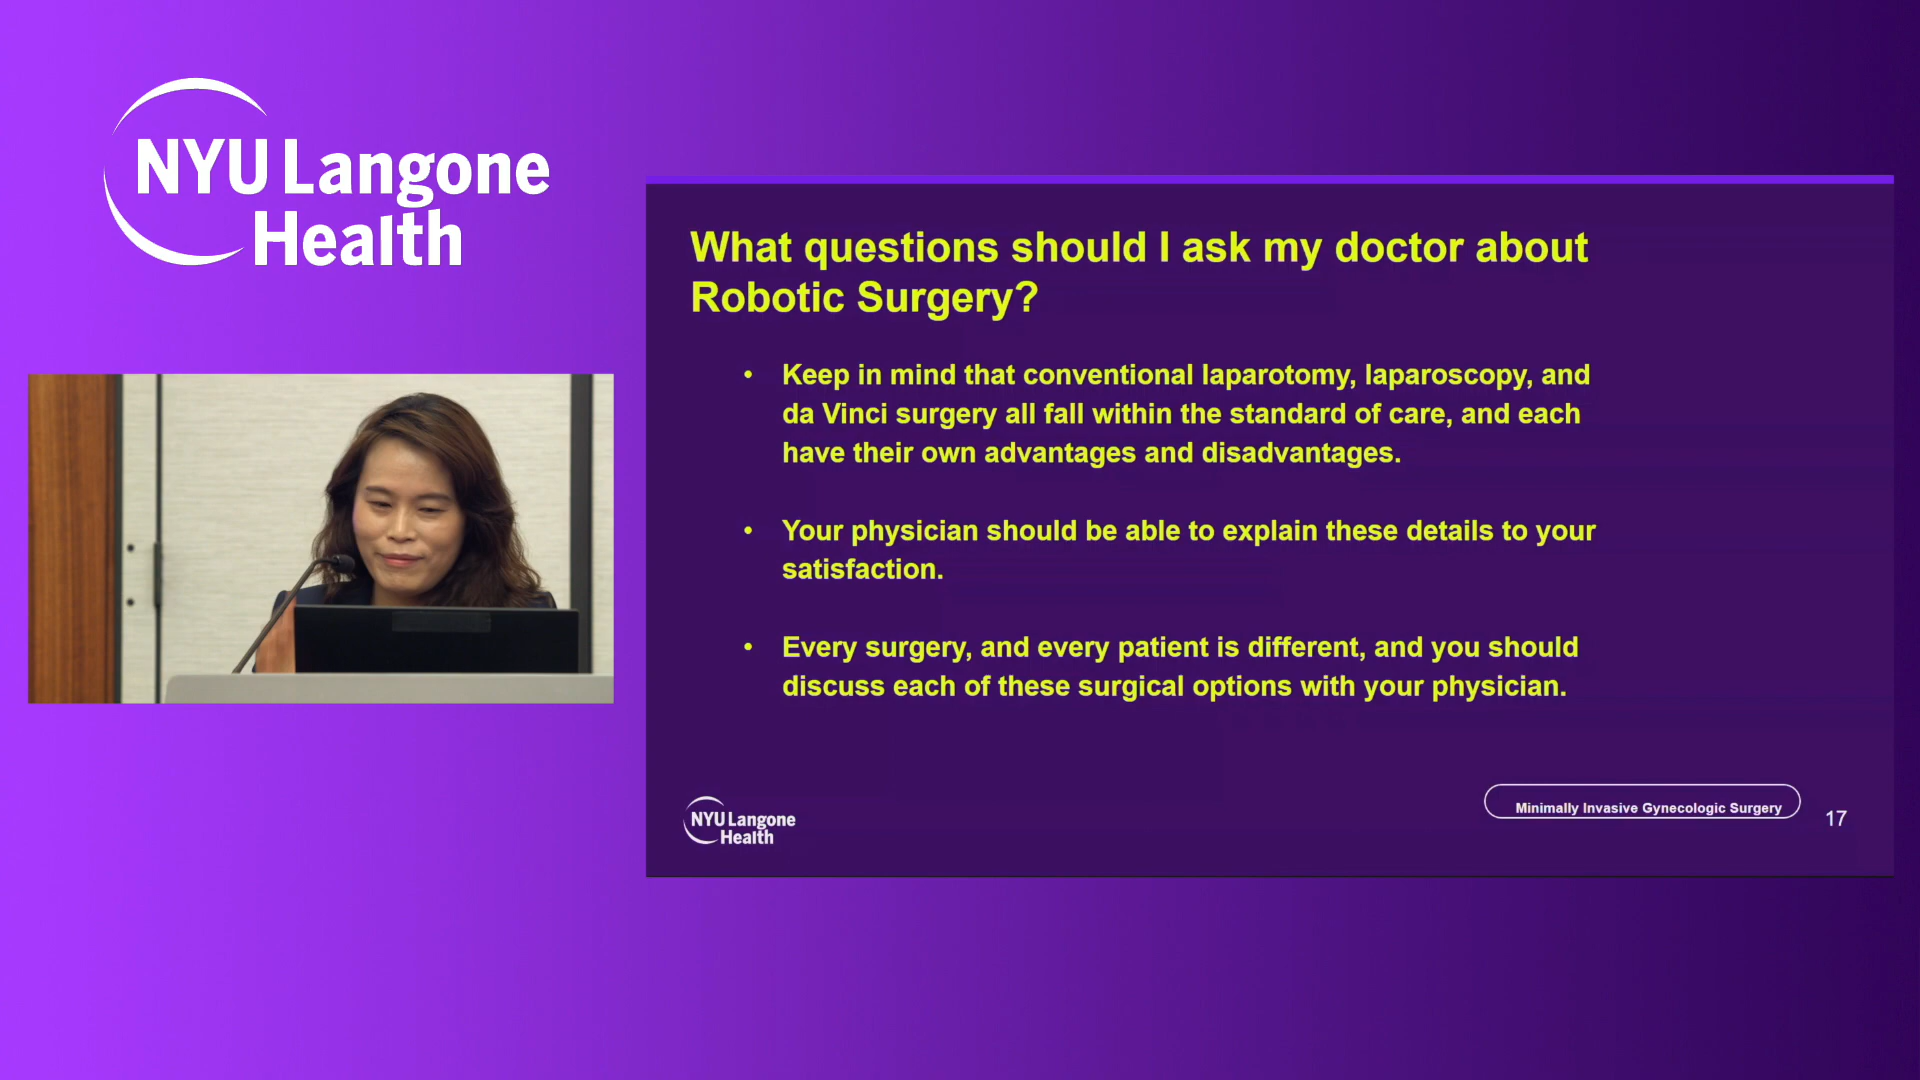 NYU Langone
Health
What questions should I ask my doctor about
Robotic Surgery?
• Keep in mind that conventional laparotomy, laparoscopy, and
da Vinci surgery all fall within the standard of care, and each
have their own advantages and disadvantages.
• Your physician should be able to explain these details to your
satisfaction.
• Every surgery, and every patient is different, and you should
discuss each of these surgical options with your physician.
NYU Langone
Health
Minimally Invasive Gynecologic Surgery
17